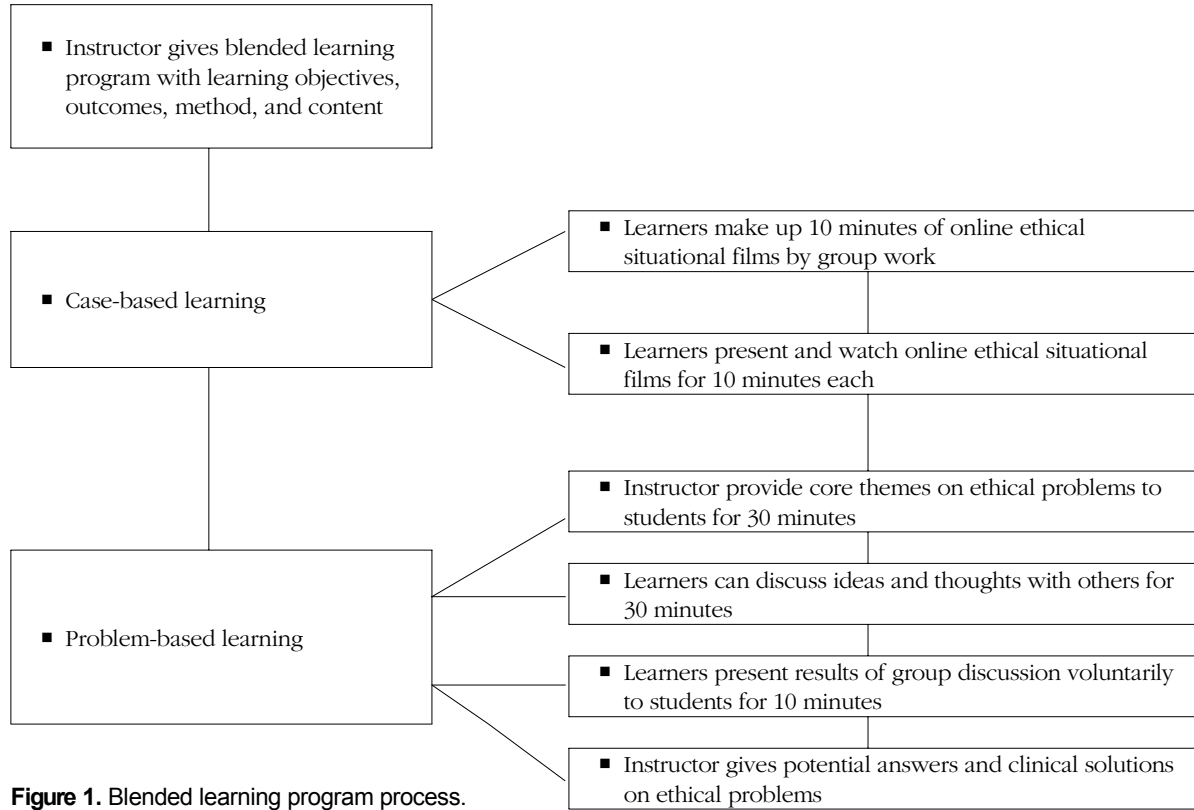 ▪ Instructor gives blended learning
program with learning objectives,
outcomes, method, and content
▪ Case-based learning
▪ Learners make up 10 minutes of online ethical
situational films by group work
▪ Learners present and watch online ethical situational
films for 10 minutes each
▪ Problem-based learning
▪ Instructor provide core themes on ethical problems to
students for 30 minutes
▪ Learners can discuss ideas and thoughts with others for
30 minutes
▪ Learners present results of group discussion voluntarily
to students for 10 minutes
▪ Instructor gives potential answers and clinical solutions
on ethical problems
Figure 1. Blended learning program process.